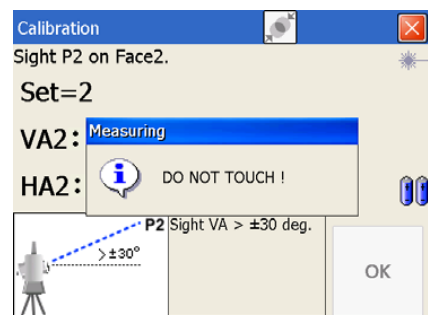 Calibration
Sight P2 on Face2.
Set=2
VA2:
Measuring
DO NOT TOUCH !
HA2:
P2
>±30°
Sight VA > ±30 deg.
OK